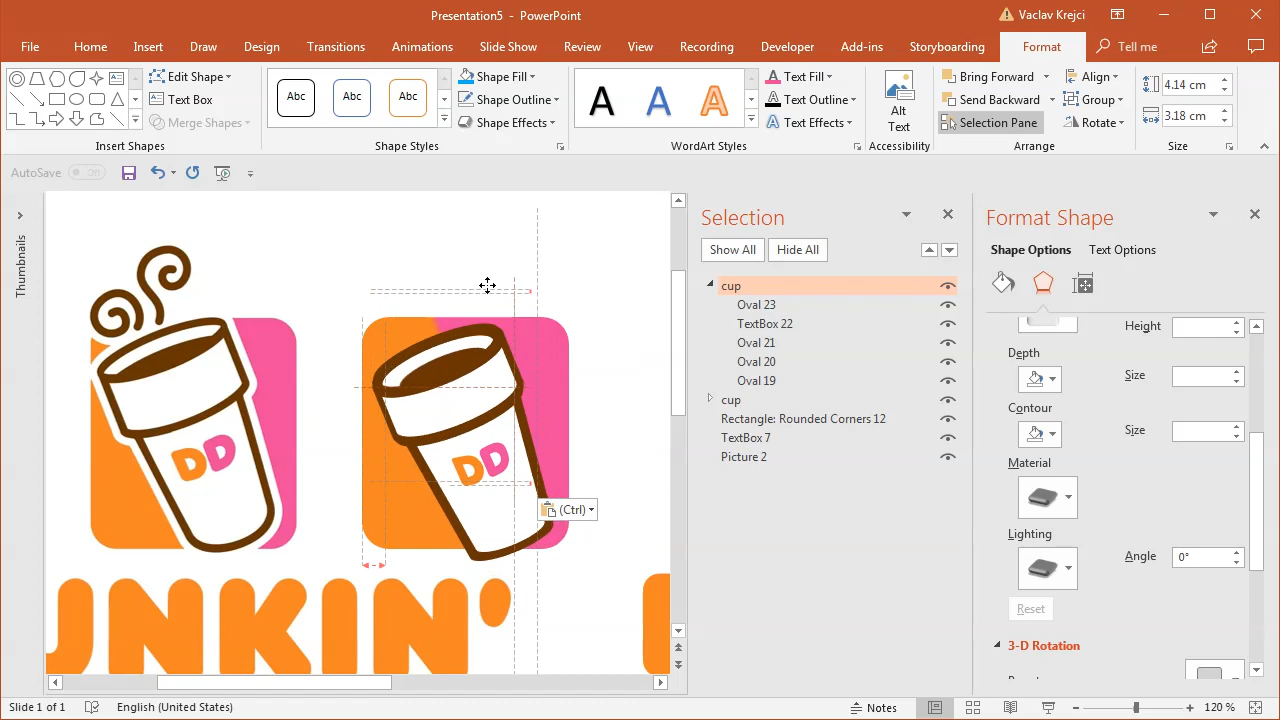 Presentation5 - PowerPoint
Vaclav Krejci
File Home Insert Draw Design Transitions Animations Slide Show Review View Recording Developer Add-ins Storyboarding Format Tell me
Edit Shape
Merge Shapes
Insert Shapes
Abc Abc Abc
Shape Fill
Shape Outline
Shape Effects
Shape Styles
A A A
Text Fill
Text Outline
Text Effects
WordArt Styles
Alt
Text
Accessibility
Bring Forward
Send Backward
Selection Pane
Align
Group
Rotate
Arrange
4.14 cm
3.18 cm
Size
AutoSave Off
Thumbnails
DD
DD
(Ctrl)
UNKIN'
Selection
Show All Hide All
cup
Oval 23
TextBox 22
Oval 21
Oval 20
Oval 19
cup
Rectangle: Rounded Corners 12
TextBox 7
Picture 2
Format Shape
Shape Options Text Options
Height
Depth
Size
Contour
Size
Material
Lighting
Angle 0°
Reset
3-D Rotation
Slide 1 of 1 English (United States) Notes 120 %